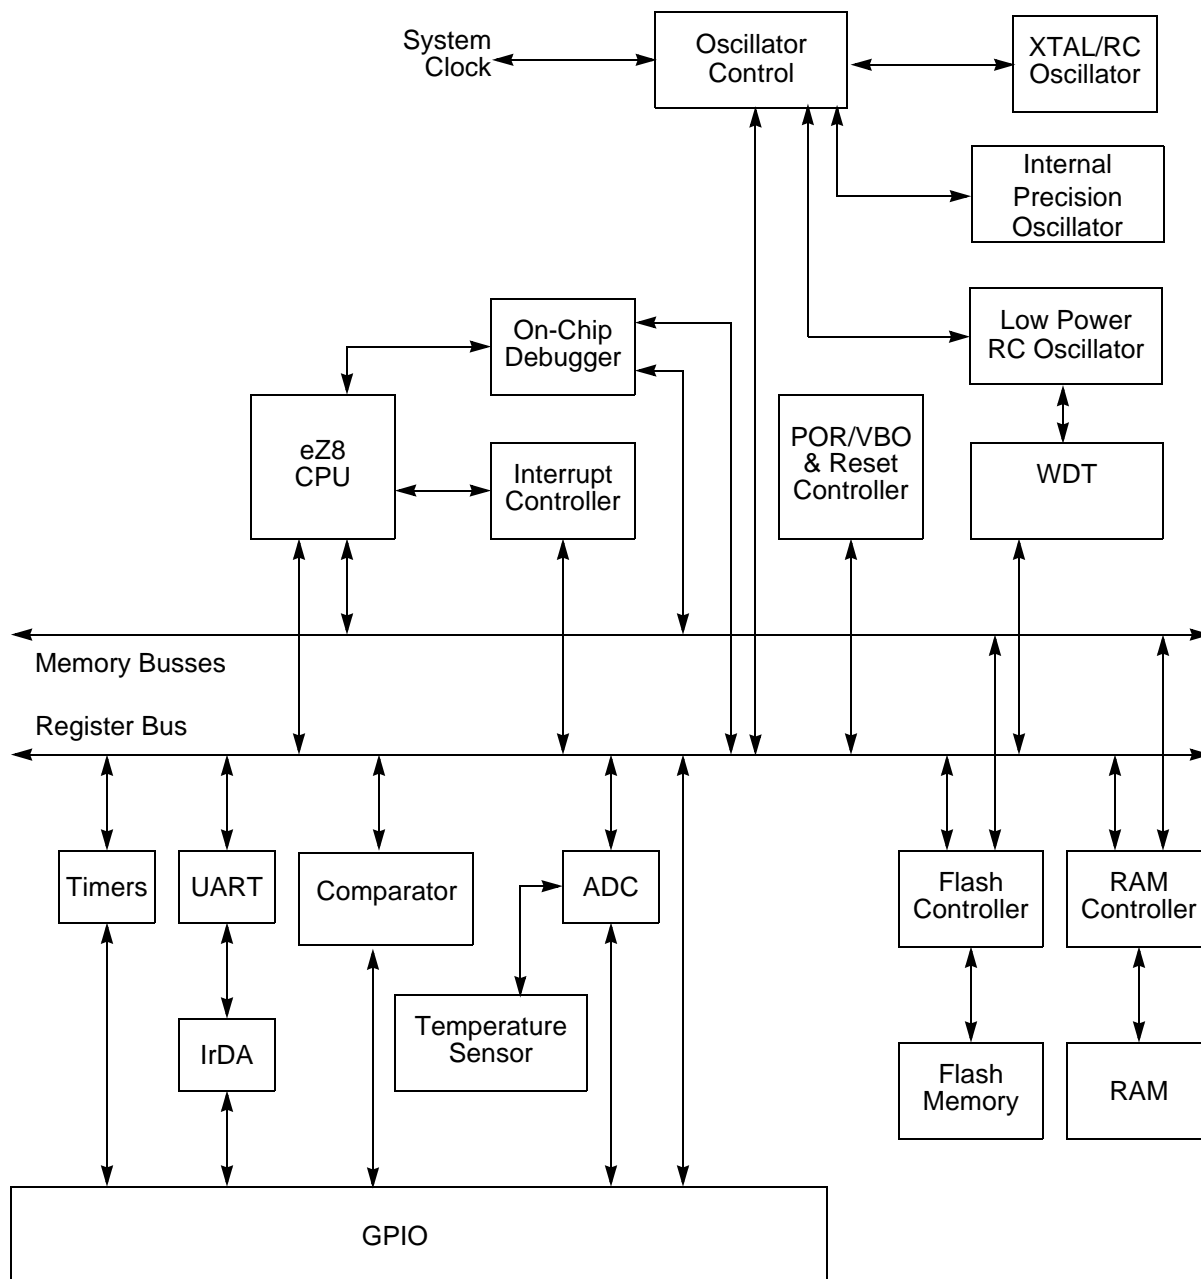 System
Clock
Oscillator
Control
XTAL/RC
Oscillator
Internal
Precision
Oscillator
On-Chip
Debugger
Low Power
RC Oscillator
eZ8
CPU
Interrupt
Controller
POR/VBO
& Reset
Controller
WDT
Memory Busses
Register Bus
Timers
UART
Comparator
ADC
Flash
Controller
RAM
Controller
IrDA
Temperature
Sensor
Flash
Memory
RAM
GPIO